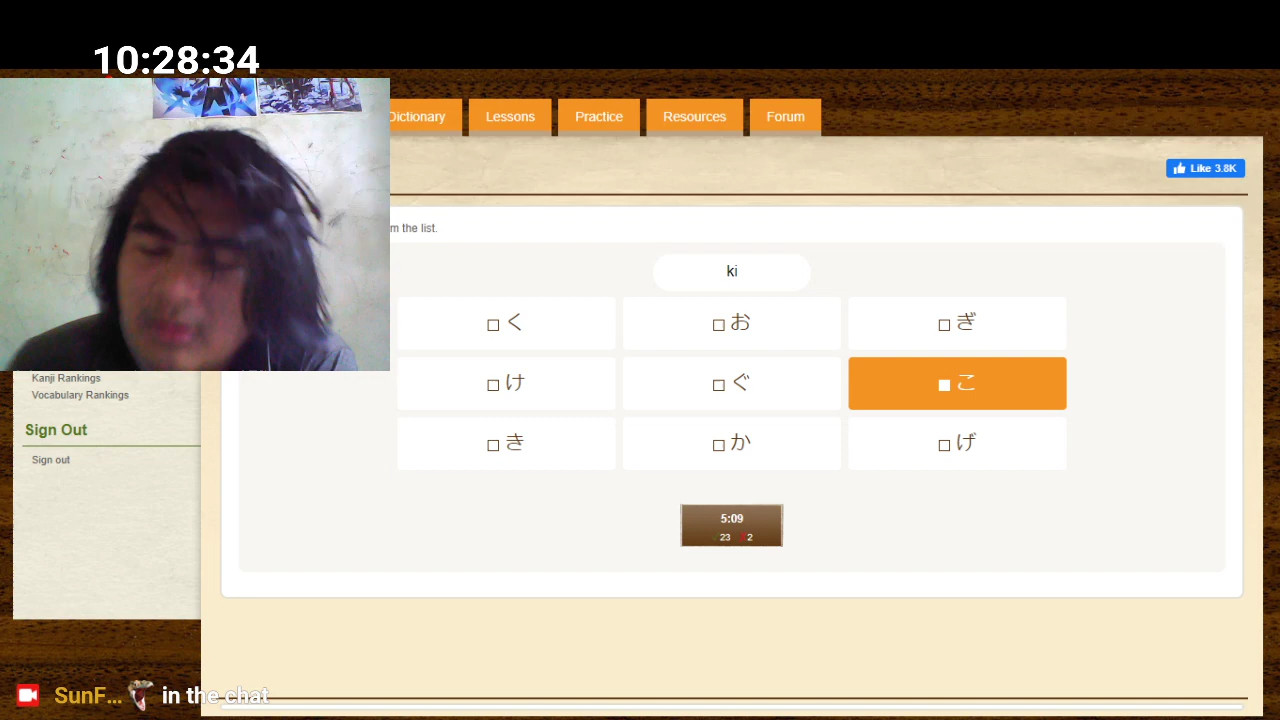 10:28:34
Dictionary Lessons Practice Resources Forum
Like 3.8K
the list.
ki
く お ぎ
け ぐ こ
き か げ
Kanji Rankings
Vocabulary Rankings
Sign Out
Sign out
5:09
23 2
SunF... in the chat